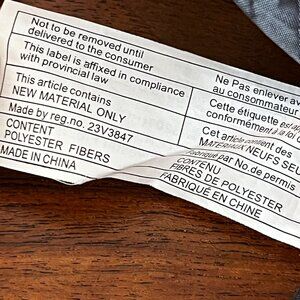 Not to be removed until
delivered to the consumer
This label is affixed in compliance
with provincial law
This article contains
NEW MATERIAL ONLY
Made by reg.no. 23V3847
CONTENT
POLYESTER FIBERS
MADE IN CHINA
Ne Pas enlever av
au consommateur
Cette étiquette est
conformément à la loi
Cet article contient des
MATERIAUX NEUFS SEU
Fabriqué par No.de permis
CONTENU
FIBRES DE POLYESTER
FABRIQUÉ EN CHINE